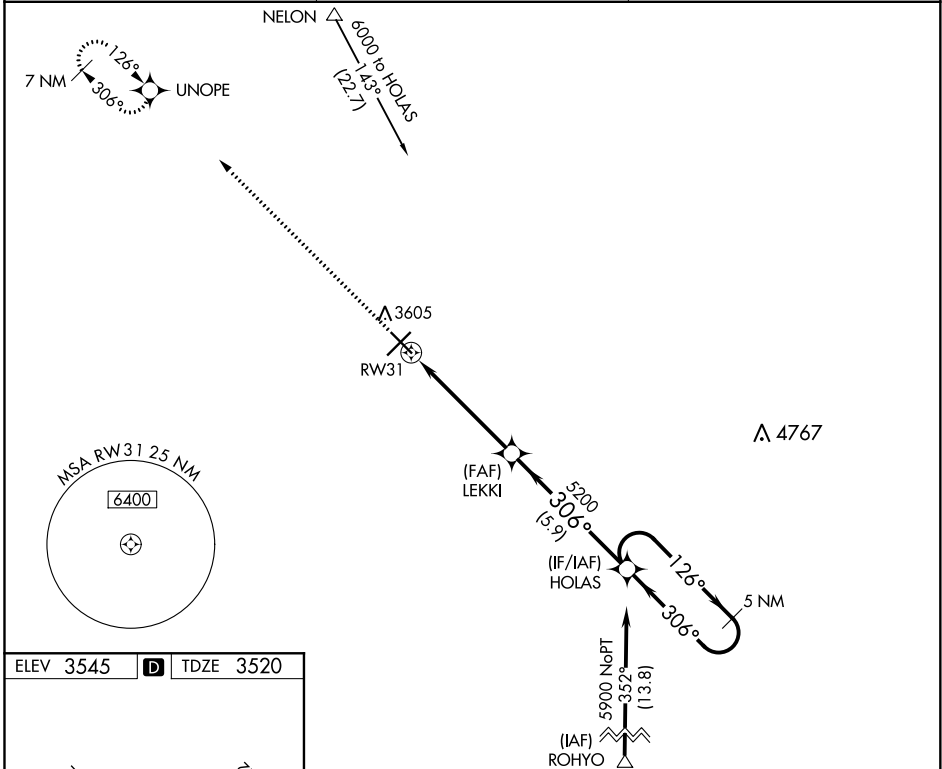 NELON
6000 to HOLAS
143°
(22.7)
126°
7 NM
306°
UNOPE
3605
RW31
4767
MSA RW31 25 NM
6400
(FAF)
LEKKI
5200
306°
(5.9)
(IF/IAF)
HOLAS
126°
5 NM
306°
5900 NoPT
352°
(13.8)
(IAF)
ROHYO
ELEV 3545 D TDZE 3520